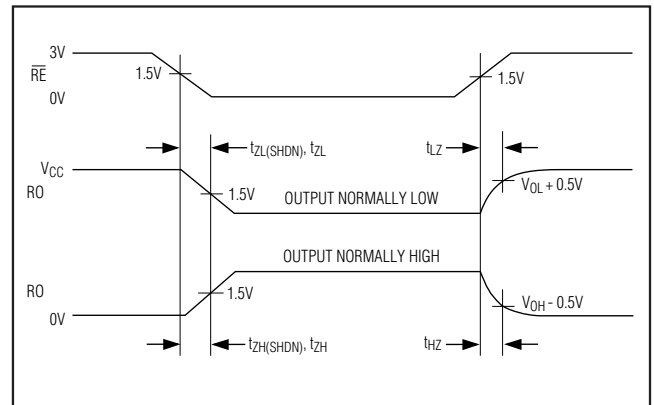 3V
R̅E̅
1.5V
1.5V
0V
tZL(SHDN), tZL
tLZ
VCC
RO
1.5V
OUTPUT NORMALLY LOW
VOL + 0.5V
OUTPUT NORMALLY HIGH
RO
1.5V
VOH - 0.5V
0V
tZH(SHDN), tZH
tHZ